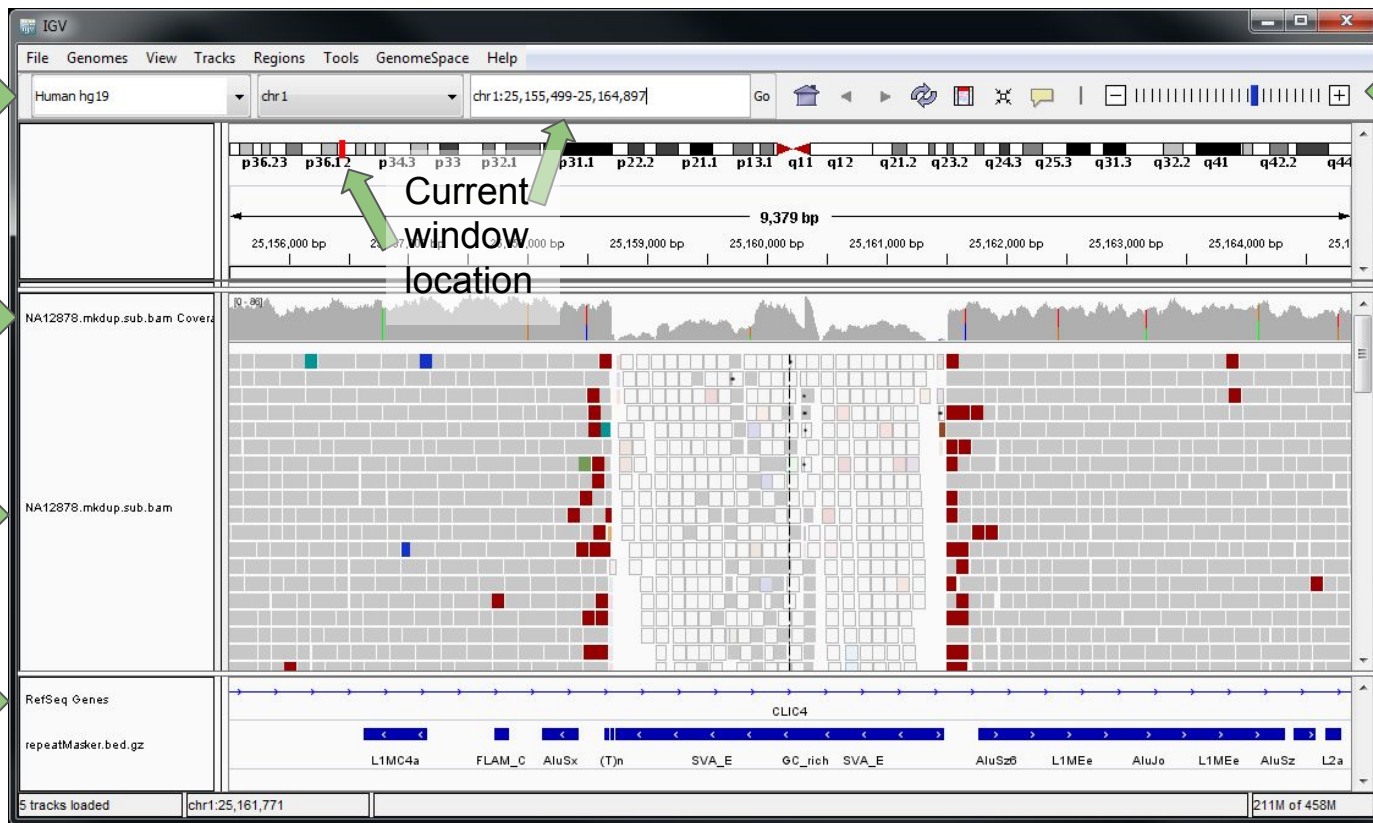 IGV
File Genomes View Tracks Regions Tools GenomeSpace Help
Human hg19 chr1 chr1:25,155,499-25,164,897 Go
p36.23 p36.12 p34.3 p33 p32.1 p31.1 p22.2 p21.1 p13.1 q11 q12 q21.2 q23.2 q24.3 q25.3 q31.3 q32.2 q41 q42.2 q44
Current
window
location
9,379 bp
25,156,000 bp 25,159,000 bp 25,160,000 bp 25,161,000 bp 25,162,000 bp 25,163,000 bp 25,164,000 bp 25,1
[0 - 86]
NA12878.mkdup.sub.bam Covera
NA12878.mkdup.sub.bam
RefSeq Genes
CLIC4
repeatMasker.bed.gz
L1MC4a FLAM_C AluSx (T)n SVA_E GC_rich SVA_E AluSz6 L1MEe AluJo L1MEe AluSz L2a
5 tracks loaded chr1:25,161,771 211M of 458M